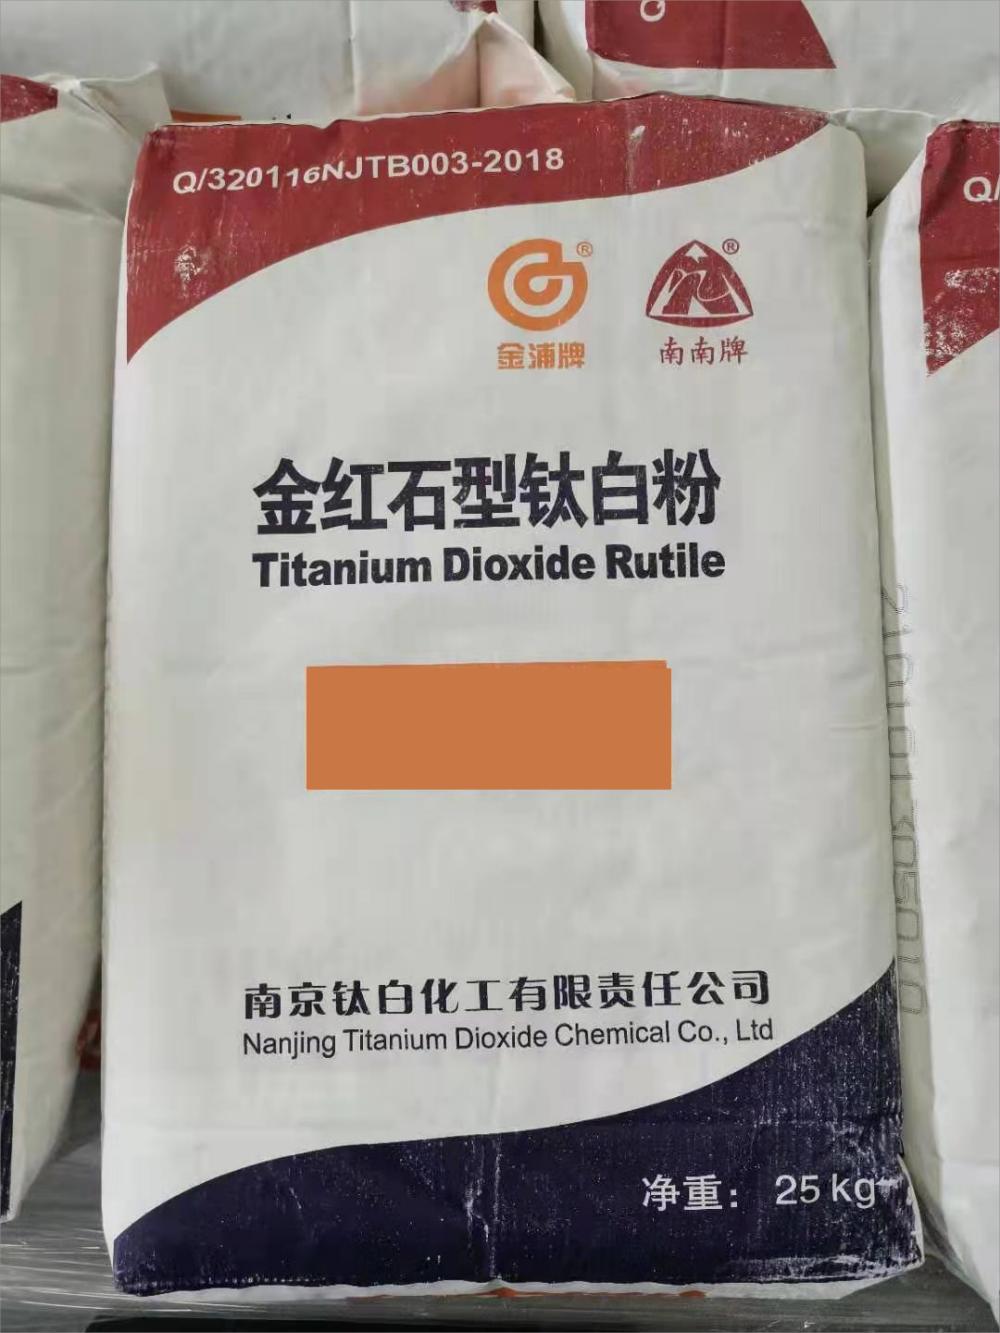 Q/320116NJTB003-2018
® ®
金浦牌 南南牌
金红石型钛白粉
Titanium Dioxide Rutile
南京钛白化工有限责任公司
Nanjing Titanium Dioxide Chemical Co., Ltd
净重： 25 kg
Q
Q/